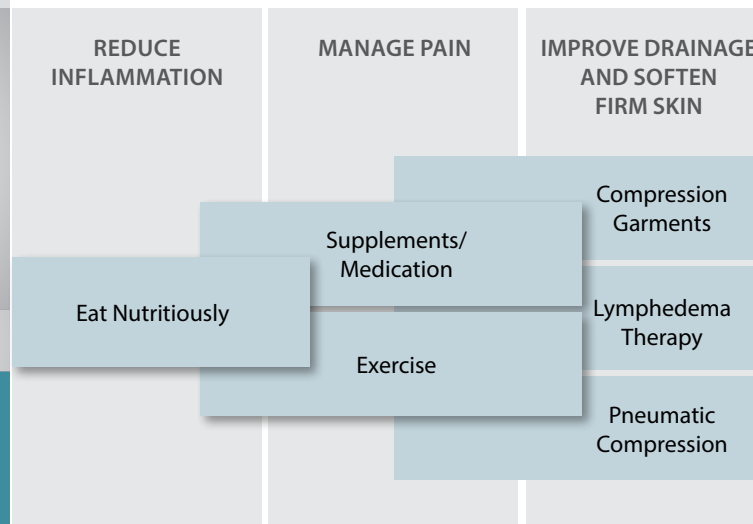 REDUCE
INFLAMMATION
MANAGE PAIN
IMPROVE DRAINAGE
AND SOFTEN
FIRM SKIN
Compression
Garments
Supplements/
Medication
Eat Nutritiously
Lymphedema
Therapy
Exercise
Pneumatic
Compression